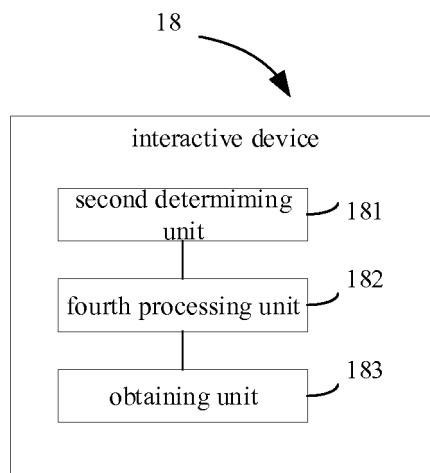 18
interactive device
second determiming
unit
181
fourth processing unit
182
obtaining unit
183